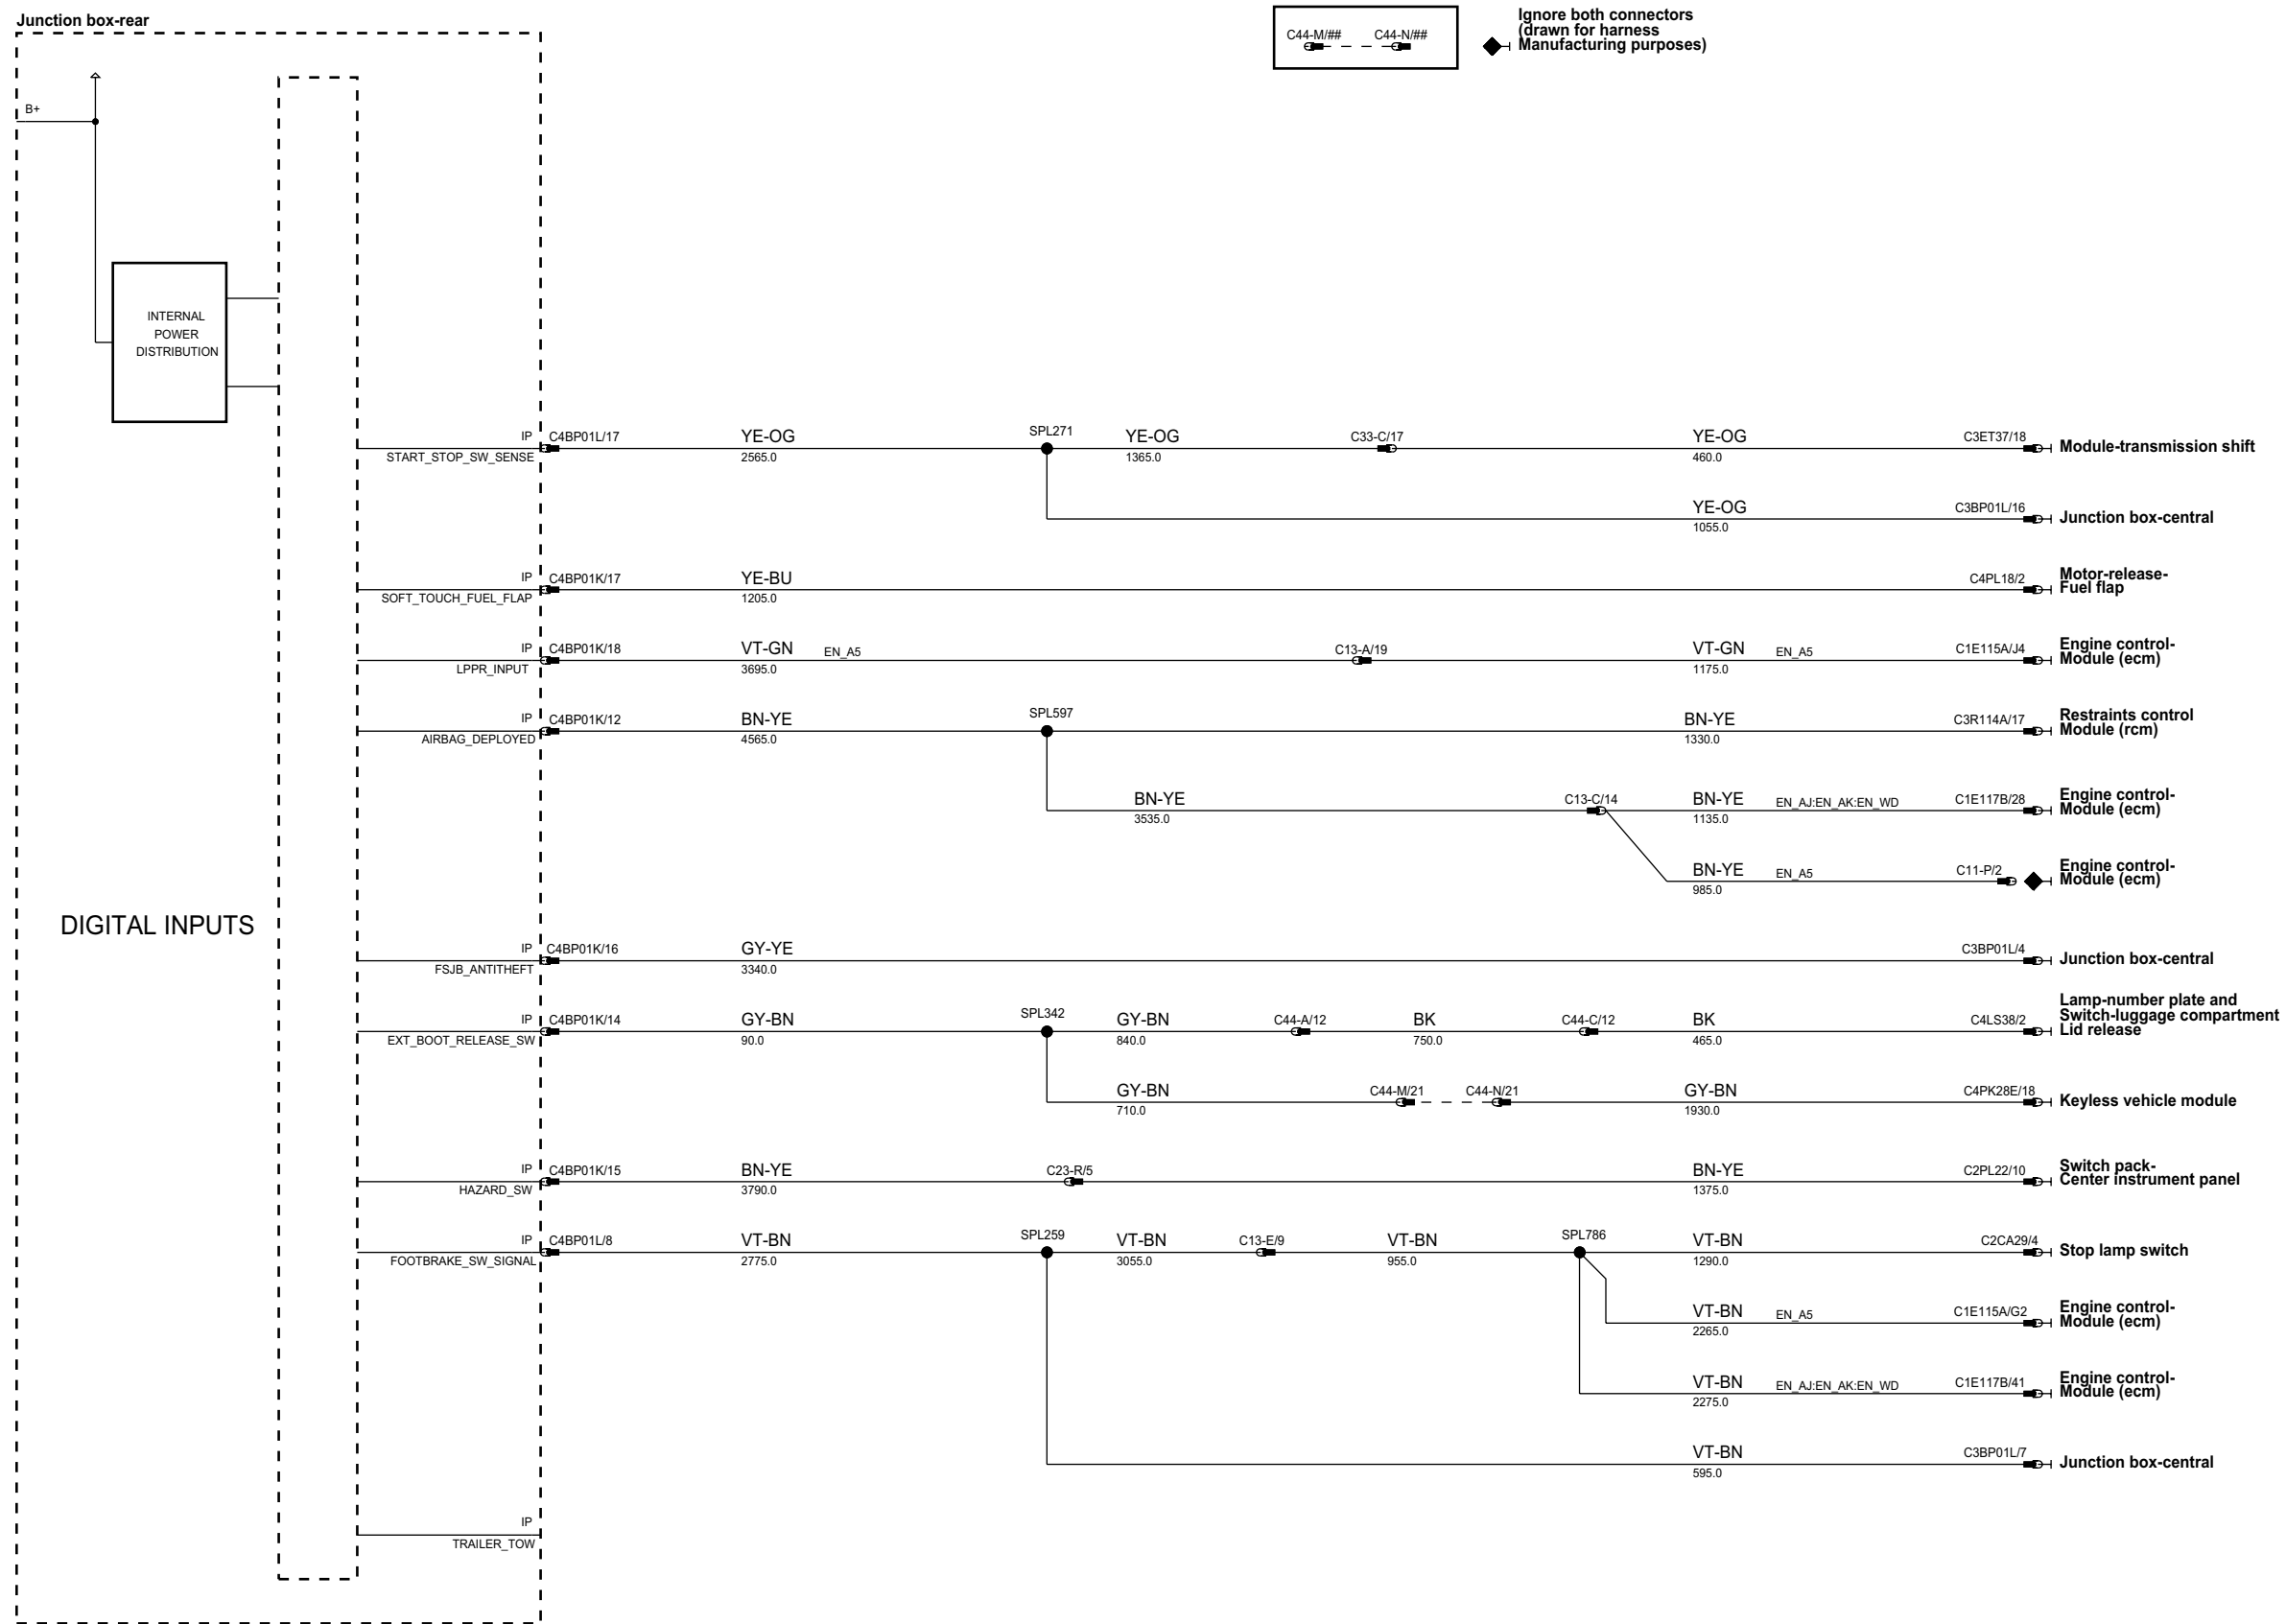 Junction box-rear
C44-M/## C44-N/##
Ignore both connectors
(drawn for harness
Manufacturing purposes)
B+
INTERNAL
POWER
DISTRIBUTION
DIGITAL INPUTS
IP C4BP01L/17 YE-OG SPL271 YE-OG C33-C/17 YE-OG C3ET37/18 Module-transmission shift
START_STOP_SW_SENSE 2565.0 1365.0 460.0
YE-OG C3BP01L/16 Junction box-central
1055.0
IP C4BP01K/17 YE-BU C4PL18/2 Motor-release-
Fuel flap
SOFT_TOUCH_FUEL_FLAP 1205.0
IP C4BP01K/18 VT-GN EN_A5 C13-A/19 VT-GN EN_A5 C1E115A/J4 Engine control-
Module (ecm)
LPPR_INPUT 3695.0 1175.0
IP C4BP01K/12 BN-YE SPL597 BN-YE C3R114A/17 Restraints control
Module (rcm)
AIRBAG_DEPLOYED 4565.0 1330.0
BN-YE C13-C/14 BN-YE EN_AJ:EN_AK:EN_WD C1E117B/28 Engine control-
Module (ecm)
3535.0 1135.0
BN-YE EN_A5 C11-P/2 Engine control-
Module (ecm)
985.0
IP C4BP01K/16 GY-YE C3BP01L/4 Junction box-central
FSJB_ANTITHEFT 3340.0
IP C4BP01K/14 GY-BN SPL342 GY-BN C44-A/12 BK C44-C/12 BK C4LS38/2 Lamp-number plate and
Switch-luggage compartment
Lid release
EXT_BOOT_RELEASE_SW 90.0 840.0 750.0 465.0
GY-BN C44-M/21 C44-N/21 GY-BN C4PK28E/18 Keyless vehicle module
710.0 1930.0
IP C4BP01K/15 BN-YE C23-R/5 BN-YE C2PL22/10 Switch pack-
Center instrument panel
HAZARD_SW 3790.0 1375.0
IP C4BP01L/8 VT-BN SPL259 VT-BN C13-E/9 VT-BN SPL786 VT-BN C2CA29/4 Stop lamp switch
FOOTBRAKE_SW_SIGNAL 2775.0 3055.0 955.0 1290.0
VT-BN EN_A5 C1E115A/G2 Engine control-
Module (ecm)
2265.0
VT-BN EN_AJ:EN_AK:EN_WD C1E117B/41 Engine control-
Module (ecm)
2275.0
VT-BN C3BP01L/7 Junction box-central
595.0
IP
TRAILER_TOW